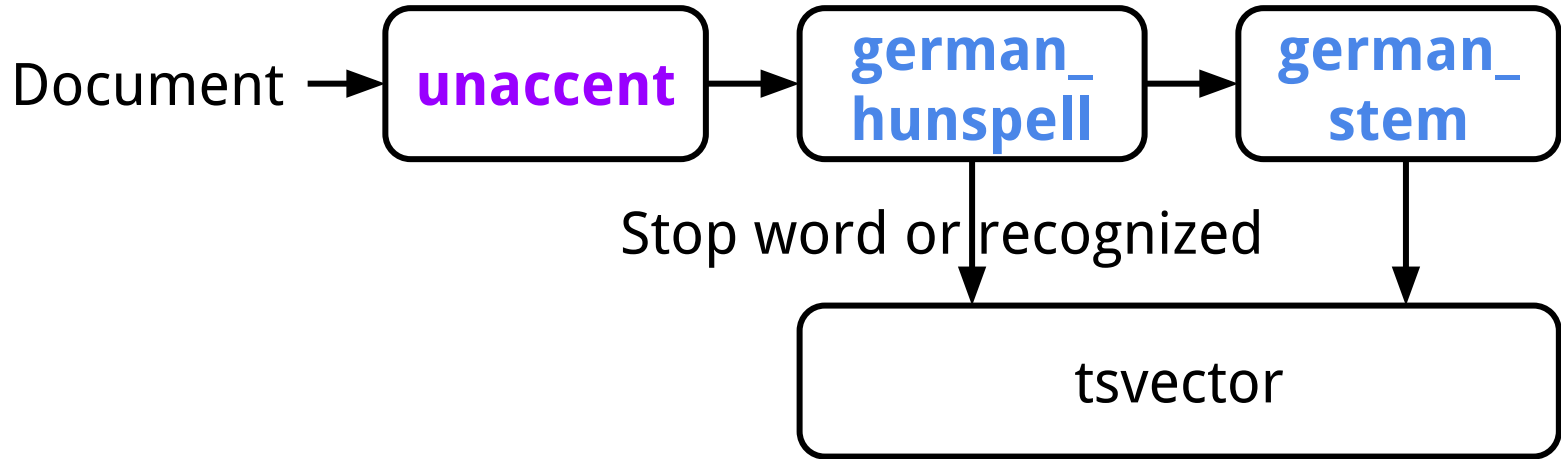 Document
unaccent
german_
hunspell
german_
stem
Stop word or recognized
tsvector